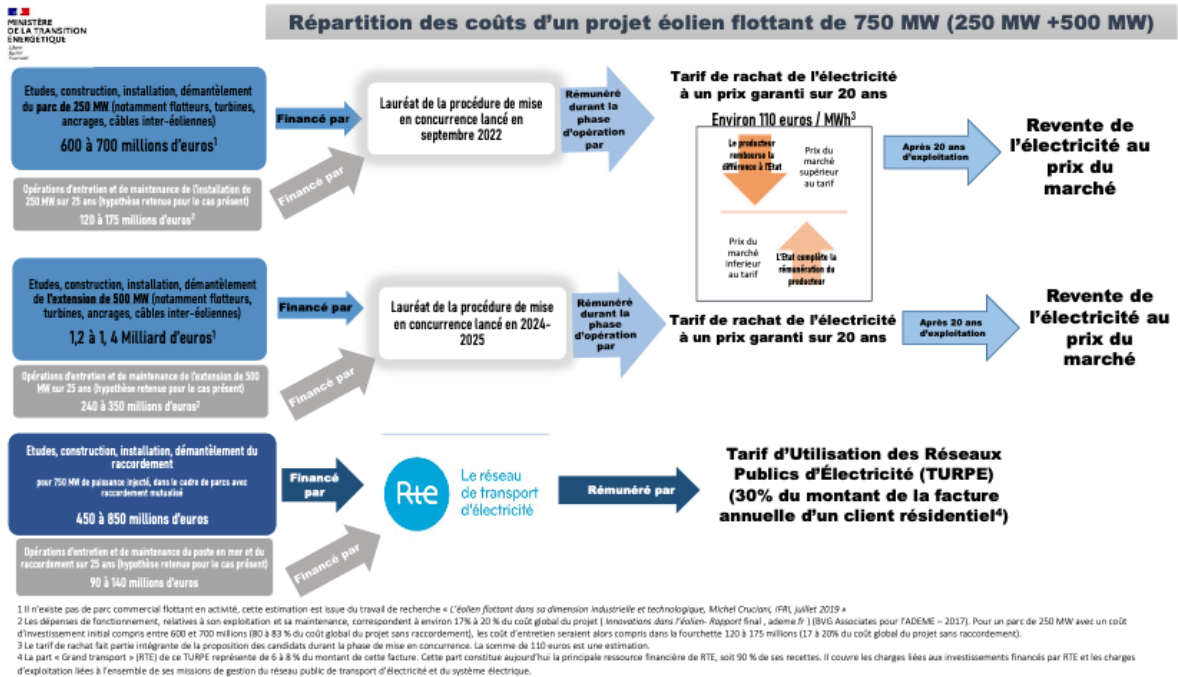 MINISTÈRE
DE LA TRANSITION
ÉNERGÉTIQUE
Liberté
Égalité
Fraternité
Répartition des coûts d'un projet éolien flottant de 750 MW (250 MW +500 MW)
Etudes, construction, installation, démantèlement
du parc de 250 MW (notamment flotteurs, turbines,
ancrages, câbles inter-éoliennes)
600 à 700 millions d'euros¹
Financé par
Lauréat de la procédure de mise
en concurrence lancé en
septembre 2022
Rémunéré
durant la
phase
d'opération
par
Tarif de rachat de l'électricité
à un prix garanti sur 20 ans
Environ 110 euros / MWh³
Le producteur
rembourse la
différence à l'Etat
Prix du
marché
supérieur
au tarif
Prix du
marché
inferieur
au tarif
L'Etat complète la
rémunération du
producteur
Après 20 ans
d'exploitation
Revente de
l'électricité au
prix du
marché
Opérations d'entretien et de maintenance de l'installation de
250 MW sur 25 ans (hypothèse retenue pour le cas présent)
120 à 175 millions d'euros²
Financé par
Etudes, construction, installation, démantèlement
de l'extension de 500 MW (notamment flotteurs,
turbines, ancrages, câbles inter-éoliennes)
1,2 à 1, 4 Milliard d'euros¹
Financé par
Lauréat de la procédure de mise
en concurrence lancé en 2024-
2025
Rémunéré
durant la
phase
d'opération
par
Tarif de rachat de l'électricité
à un prix garanti sur 20 ans
Après 20 ans
d'exploitation
Revente de
l'électricité au
prix du
marché
Opérations d'entretien et de maintenance de l'extension de 500
MW sur 25 ans (hypothèse retenue pour le cas présent)
240 à 350 millions d'euros²
Financé par
Etudes, construction, installation, démantèlement du
raccordement
pour 750 MW de puissance injecté, dans le cadre de parcs avec
raccordement mutualisé
450 à 850 millions d'euros
Financé
par
Rte
Le réseau
de transport
d'électricité
Rémunéré par
Tarif d'Utilisation des Réseaux
Publics d'Électricité (TURPE)
(30% du montant de la facture
annuelle d'un client résidentiel⁴)
Opérations d'entretien et de maintenance du poste en mer et du
raccordement sur 25 ans (hypothèse retenue pour le cas présent)
90 à 140 millions d'euros
Financé par
1 Il n'existe pas de parc commercial flottant en activité, cette estimation est issue du travail de recherche « L'éolien flottant dans sa dimension industrielle et technologique, Michel Cruciani, IFRI, juillet 2019 »
2 Les dépenses de fonctionnement, relatives à son exploitation et sa maintenance, correspondent à environ 17% à 20 % du coût global du projet ( Innovations dans l'éolien- Rapport final , ademe.fr ) (BVG Associates pour l'ADEME – 2017). Pour un parc de 250 MW avec un coût
d'investissement initial compris entre 600 et 700 millions (80 à 83 % du coût global du projet sans raccordement), les coût d'entretien seraient alors compris dans le fourchette 120 à 175 millions (17 à 20% du coût global du projet sans raccordement).
3 Le tarif de rachat fait partie intégrante de la proposition des candidats durant la phase de mise en concurrence. La somme de 110 euros est une estimation.
4 La part « Grand transport » (RTE) de ce TURPE représente de 6 à 8 % du montant de cette facture. Cette part constitue aujourd'hui la principale ressource financière de RTE, soit 90 % de ses recettes. Il couvre les charges liées aux investissements financés par RTE et les charges
d'exploitation liées à l'ensemble de ses missions de gestion du réseau public de transport d'électricité et du système électrique.